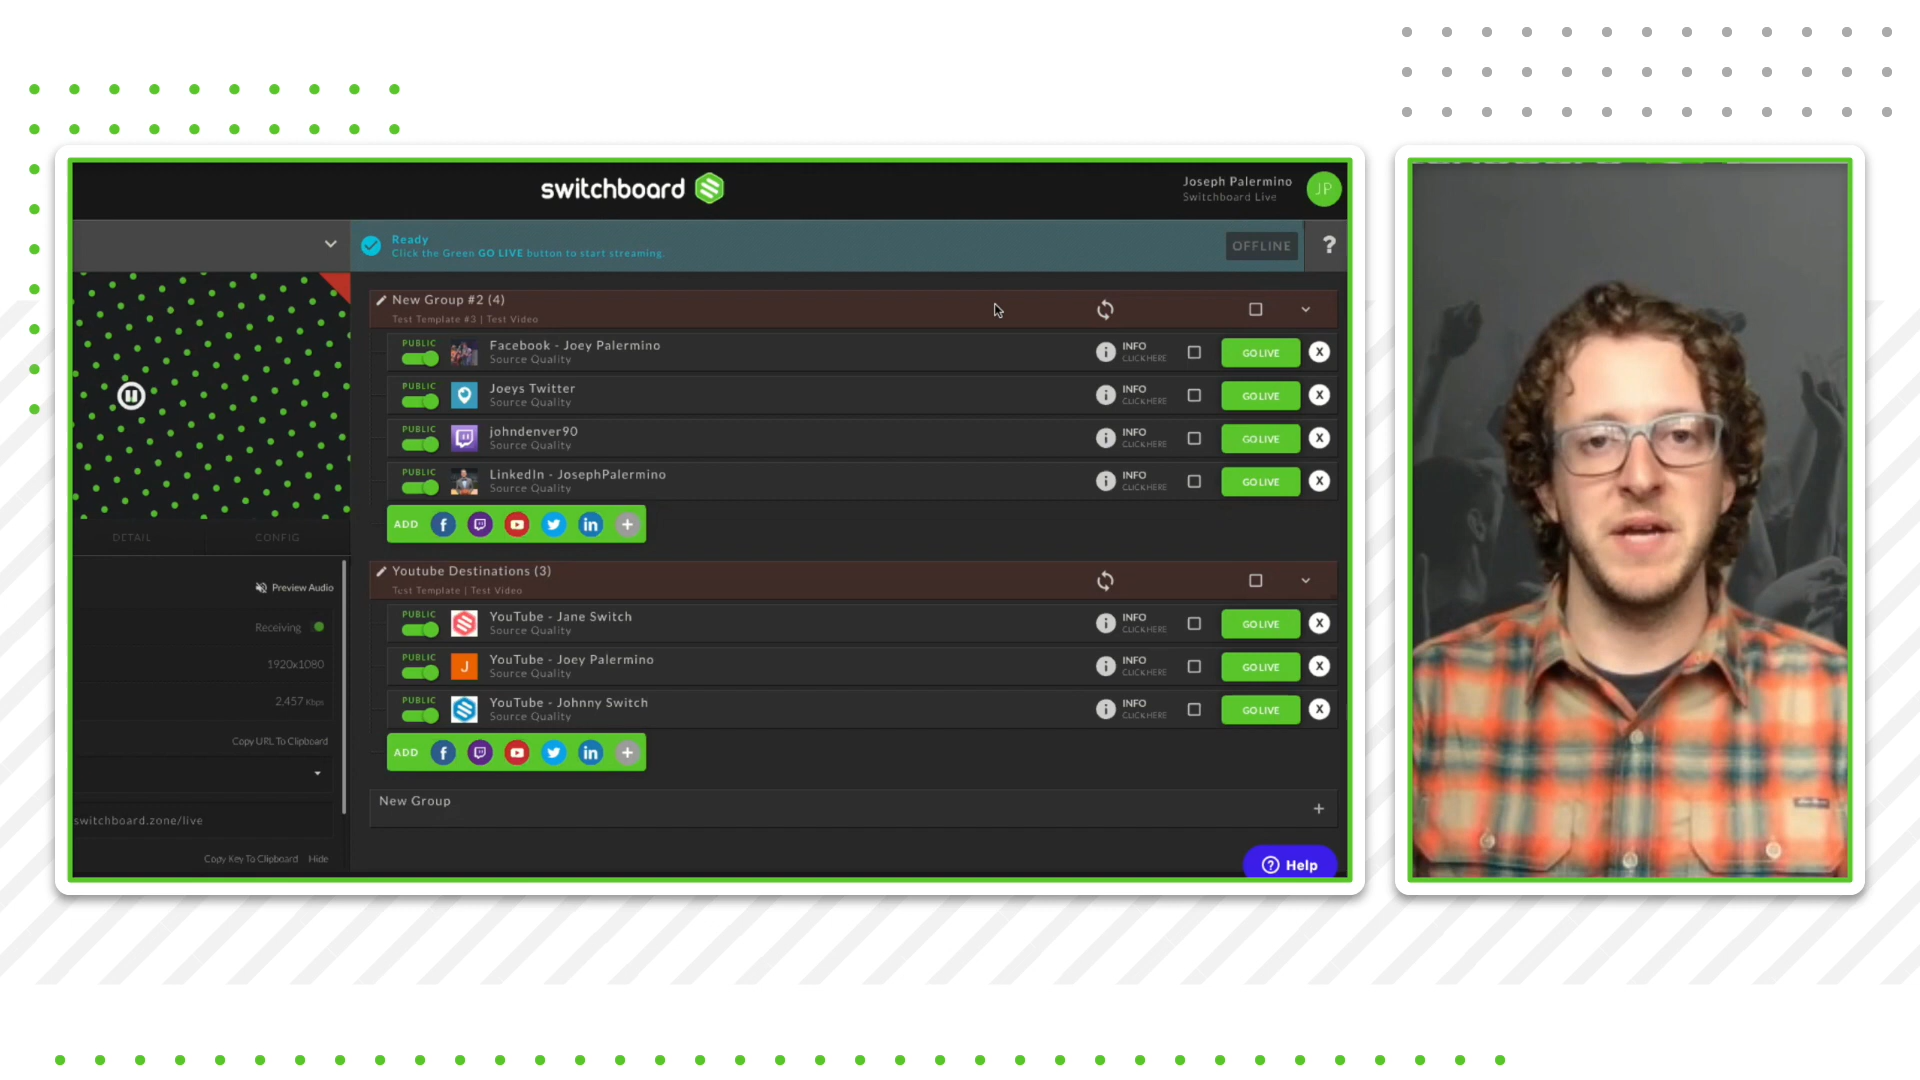 switchboard
Joseph Palermino
Switchboard Live
JP
Ready
Click the Green GO LIVE button to start streaming.
OFFLINE
?
New Group #2 (4)
Test Template #3 | Test Video
PUBLIC
Facebook - Joey Palermino
Source Quality
INFO
CLICK HERE
GO LIVE
X
PUBLIC
Joeys Twitter
Source Quality
INFO
CLICK HERE
GO LIVE
X
PUBLIC
johndenver90
Source Quality
INFO
CLICK HERE
GO LIVE
X
PUBLIC
LinkedIn - JosephPalermino
Source Quality
INFO
CLICK HERE
GO LIVE
X
ADD
DETAIL
CONFIG
Youtube Destinations (3)
Test Template | Test Video
Preview Audio
PUBLIC
YouTube - Jane Switch
Source Quality
INFO
CLICK HERE
GO LIVE
X
Receiving
PUBLIC
J
YouTube - Joey Palermino
Source Quality
INFO
CLICK HERE
GO LIVE
X
1920x1080
PUBLIC
YouTube - Johnny Switch
Source Quality
INFO
CLICK HERE
GO LIVE
X
2,457 Kbps
Copy URL To Clipboard
ADD
New Group
switchboard.zone/live
Copy Key To Clipboard Hide
Help